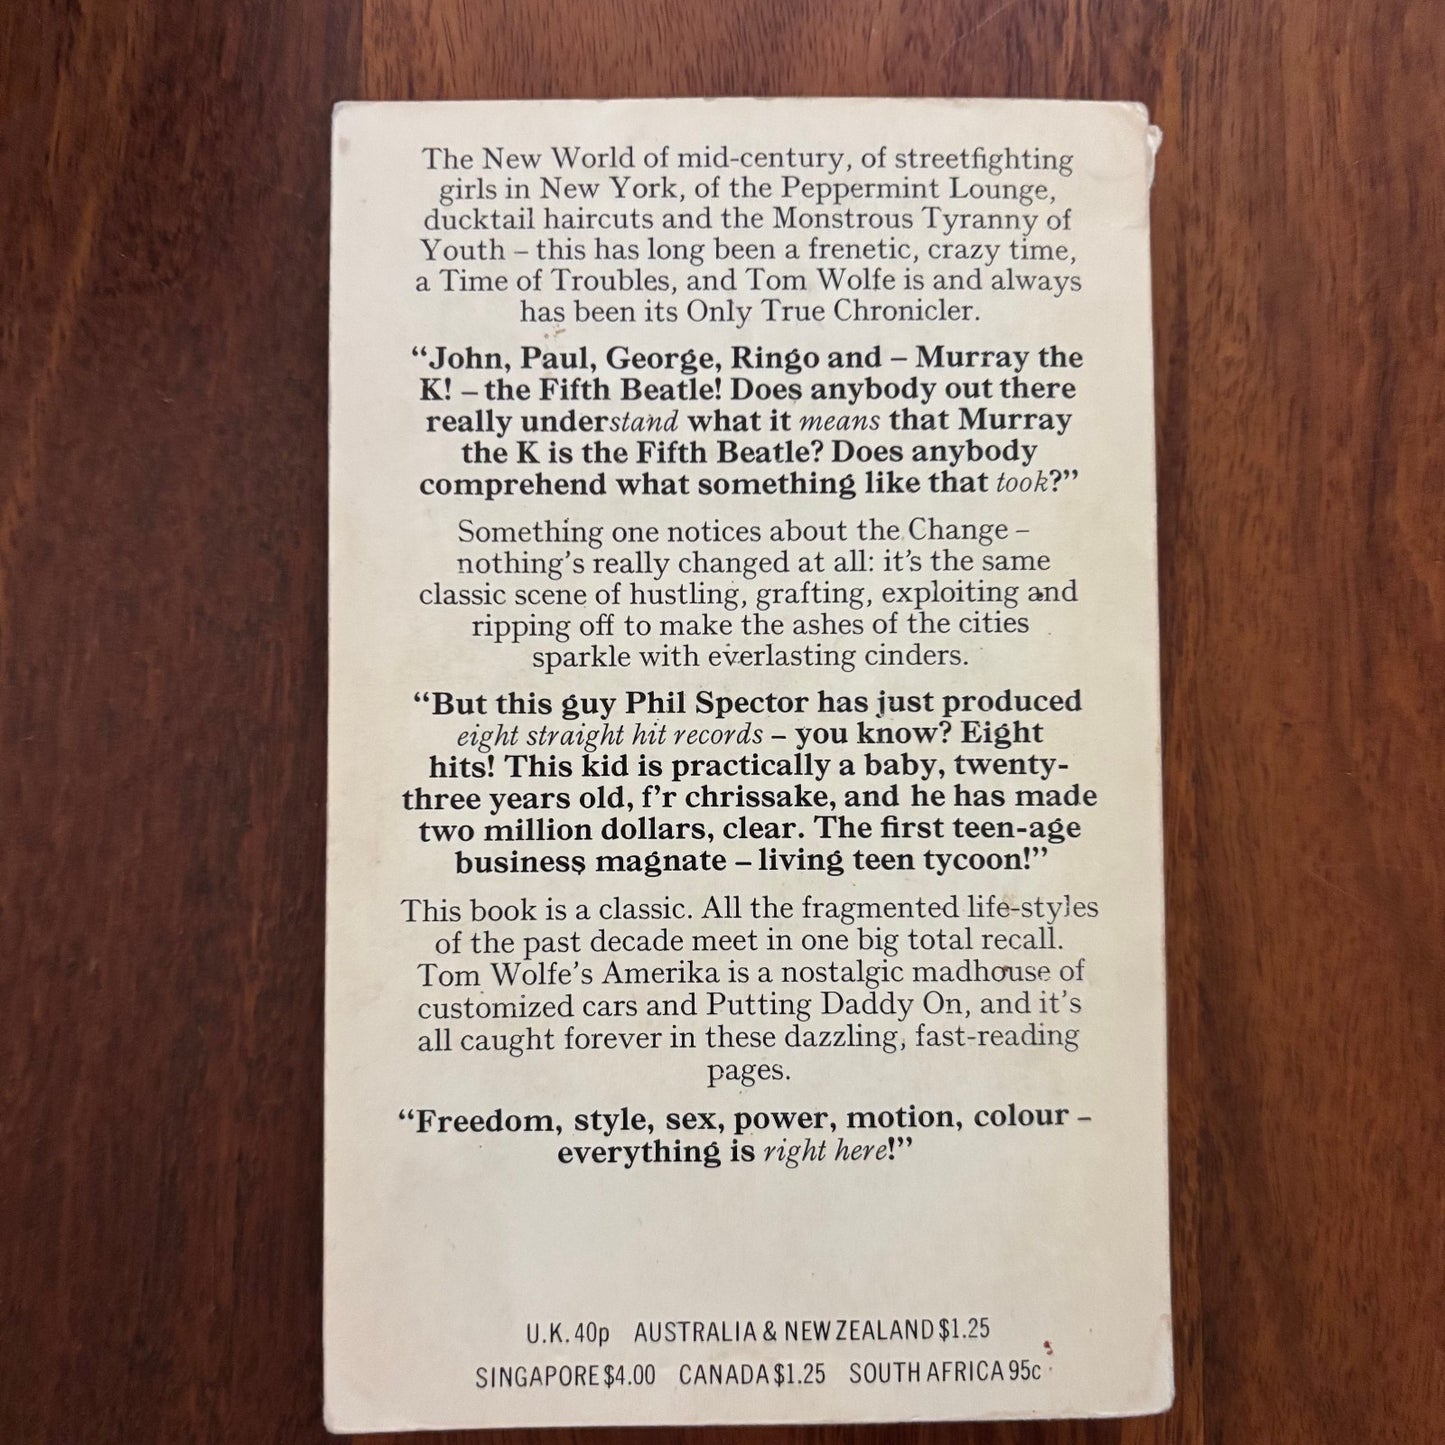 The New World of mid-century, of streetfighting
girls in New York, of the Peppermint Lounge,
ducktail haircuts and the Monstrous Tyranny of
Youth – this has long been a frenetic, crazy time,
a Time of Troubles, and Tom Wolfe is and always
has been its Only True Chronicler.
“John, Paul, George, Ringo and – Murray the
K! – the Fifth Beatle! Does anybody out there
really understand what it means that Murray
the K is the Fifth Beatle? Does anybody
comprehend what something like that took?”
Something one notices about the Change –
nothing’s really changed at all: it’s the same
classic scene of hustling, grafting, exploiting and
ripping off to make the ashes of the cities
sparkle with everlasting cinders.
“But this guy Phil Spector has just produced
eight straight hit records – you know? Eight
hits! This kid is practically a baby, twenty-
three years old, f’r chrissake, and he has made
two million dollars, clear. The first teen-age
business magnate – living teen tycoon!”
This book is a classic. All the fragmented life-styles
of the past decade meet in one big total recall.
Tom Wolfe’s Amerika is a nostalgic madhouse of
customized cars and Putting Daddy On, and it’s
all caught forever in these dazzling, fast-reading
pages.
“Freedom, style, sex, power, motion, colour –
everything is right here!”
U.K. 40p AUSTRALIA & NEW ZEALAND $1.25
SINGAPORE $4.00 CANADA $1.25 SOUTH AFRICA 95c